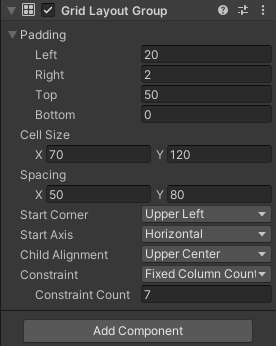 Grid Layout Group
Padding
Left 20
Right 2
Top 50
Bottom 0
Cell Size
X 70 Y 120
Spacing
X 50 Y 80
Start Corner Upper Left
Start Axis Horizontal
Child Alignment Upper Center
Constraint Fixed Column Count
Constraint Count 7
Add Component